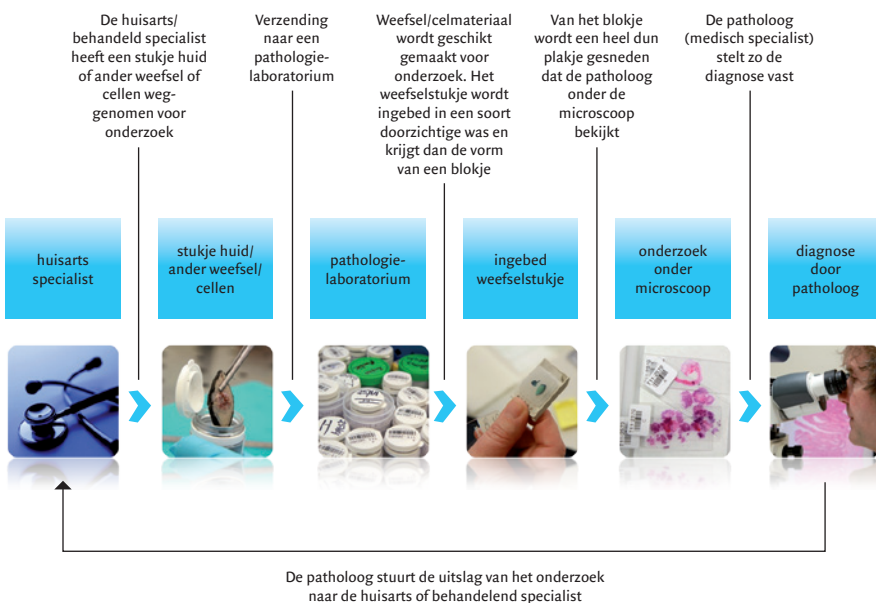 De huisarts/
behandeld specialist
heeft een stukje huid
of ander weefsel of
cellen weg-
genomen voor
onderzoek
Verzending
naar een
pathologie-
laboratorium
Weefsel/celmateriaal
wordt geschikt
gemaakt voor
onderzoek. Het
weefselstukje wordt
ingebed in een soort
doorzichtige was en
krijgt dan de vorm
van een blokje
Van het blokje
wordt een heel dun
plakje gesneden
dat de patholoog
onder de
microscoop
bekijkt
De patholoog
(medisch specialist)
stelt zo de
diagnose vast
huisarts
specialist
stukje huid/
ander weefsel/
cellen
pathologie-
laboratorium
ingebed
weefselstukje
onderzoek
onder
microscoop
diagnose
door
patholoog
De patholoog stuurt de uitslag van het onderzoek
naar de huisarts of behandelend specialist